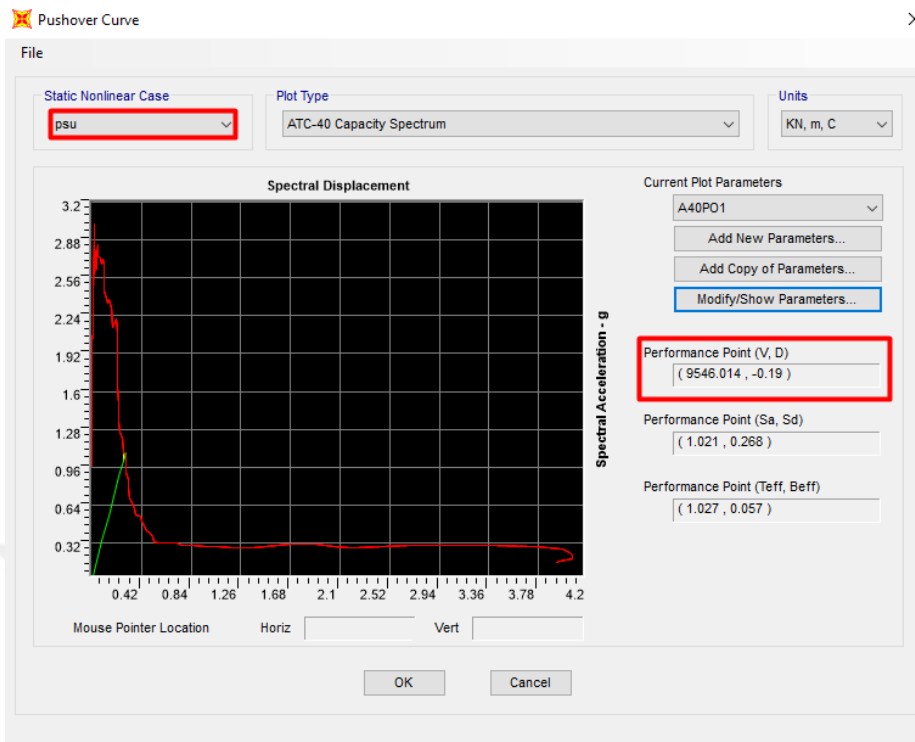 Pushover Curve
File
Static Nonlinear Case
psu
Plot Type
ATC-40 Capacity Spectrum
Units
KN, m, C
Spectral Displacement
3.2
2.88
2.56
2.24
1.92
1.6
1.28
0.96
0.64
0.32
0.42 0.84 1.26 1.68 2.1 2.52 2.94 3.36 3.78 4.2
Spectral Acceleration - g
Mouse Pointer Location Horiz Vert
Current Plot Parameters
A40PO1
Add New Parameters...
Add Copy of Parameters...
Modify/Show Parameters...
Performance Point (V, D)
( 9546.014 , -0.19 )
Performance Point (Sa, Sd)
( 1.021 , 0.268 )
Performance Point (Teff, Beff)
( 1.027 , 0.057 )
OK Cancel